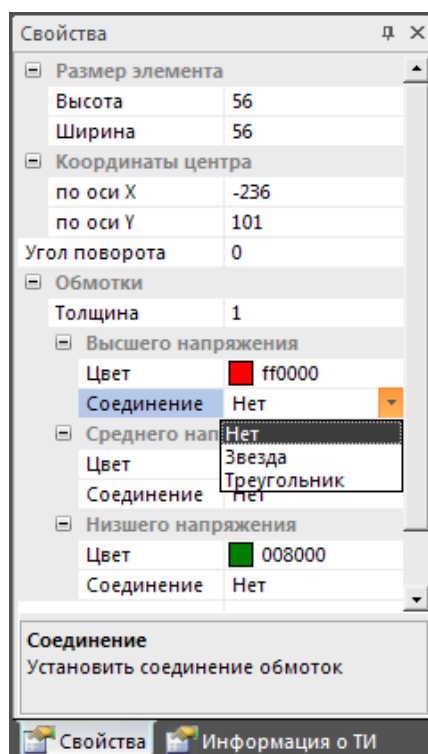 Свойства
Размер элемента
Высота 56
Ширина 56
Координаты центра
по оси X -236
по оси Y 101
Угол поворота 0
Обмотки
Толщина 1
Высшего напряжения
Цвет ff0000
Соединение Нет
Среднего нап Нет
Цвет Звезда
Треугольник
Соединение Нет
Низшего напряжения
Цвет 008000
Соединение Нет
Соединение
Установить соединение обмоток
Свойства Информация о ТИ